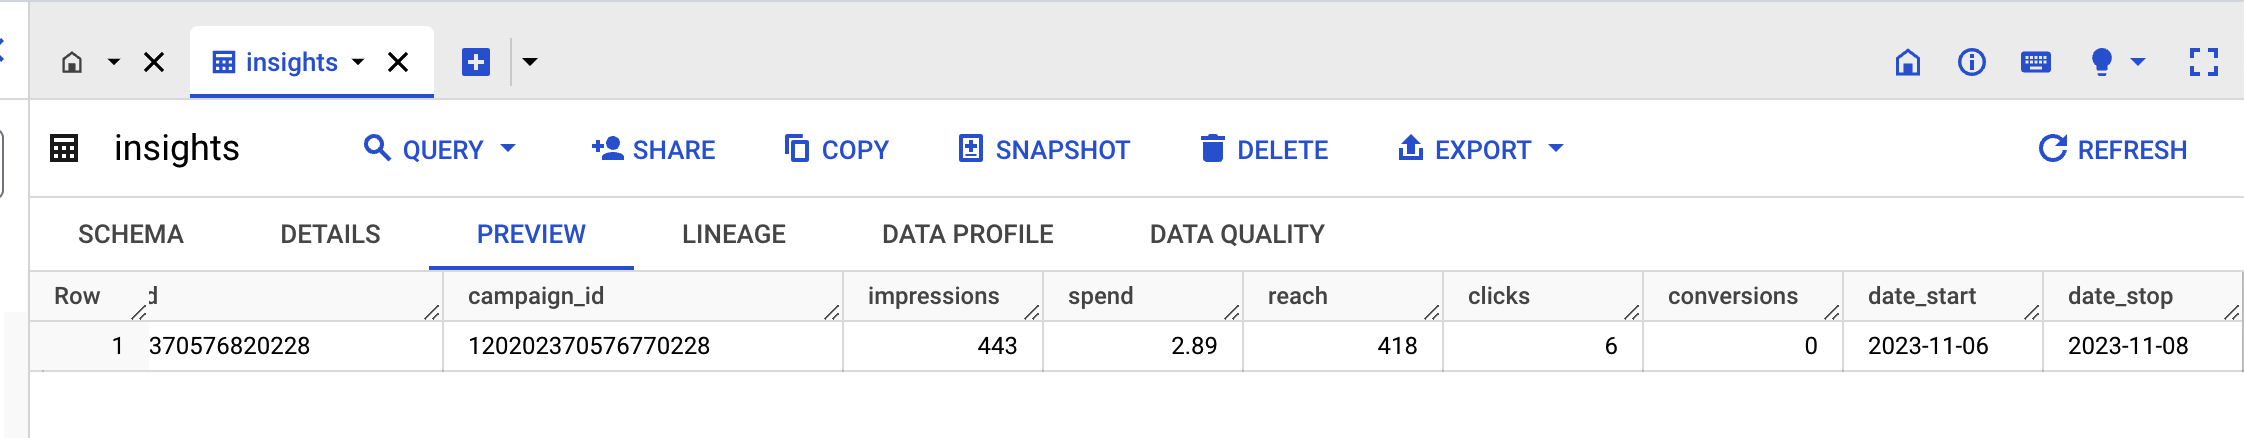 insights
insights QUERY SHARE COPY SNAPSHOT DELETE EXPORT REFRESH
SCHEMA DETAILS PREVIEW LINEAGE DATA PROFILE DATA QUALITY
Row d campaign_id impressions spend reach clicks conversions date_start date_stop
1 370576820228 120202370576770228 443 2.89 418 6 0 2023-11-06 2023-11-08